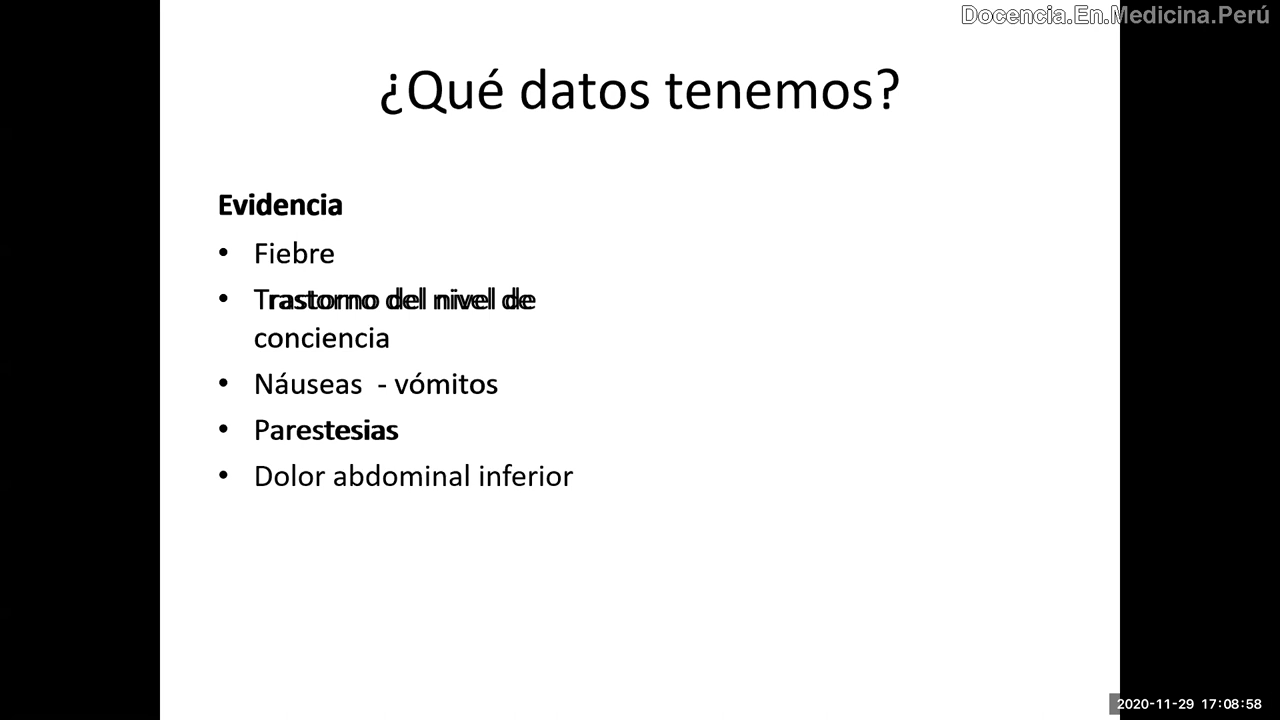 Docencia.En.Medicina.Perú
¿Qué datos tenemos?
Evidencia
• Fiebre
• Trastorno del nivel de
conciencia
• Náuseas - vómitos
• Parestesias
• Dolor abdominal inferior
2020-11-29 17:08:58